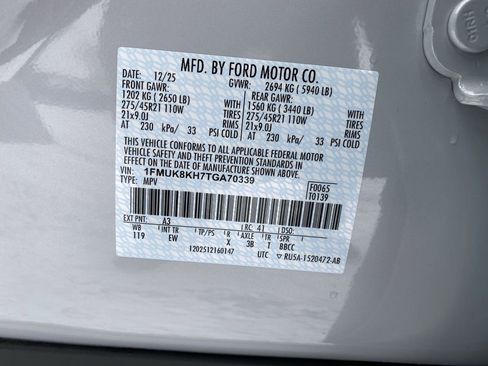 MFD. BY FORD MOTOR CO.
DATE: 12/25 GVWR: 2694 KG ( 5940 LB)
FRONT GAWR: REAR GAWR:
1202 KG ( 2650 LB) WITH 1560 KG ( 3440 LB) WITH
275/45R21 110W TIRES 275/45R21 110W TIRES
21x9.0J RIMS 21x9.0J RIMS
AT 230 kPa/ 33 PSI COLD AT 230 kPa/ 33 PSI COLD
THIS VEHICLE CONFORMS TO ALL APPLICABLE FEDERAL MOTOR
VEHICLE SAFETY AND THEFT PREVENTION STANDARDS IN
EFFECT ON THE DATE OF MANUFACTURE SHOWN ABOVE.
VIN: 1FMUK8KH7TGA70339
TYPE: MPV
F0065
T0139
EXT PNT: A3 RC: 41 DSO:
WB INT TR TP/PS R AXLE TR SPR
119 EW X 3B T BBCC
1202512160147 UTC ▽ RU5A-1520472-AB